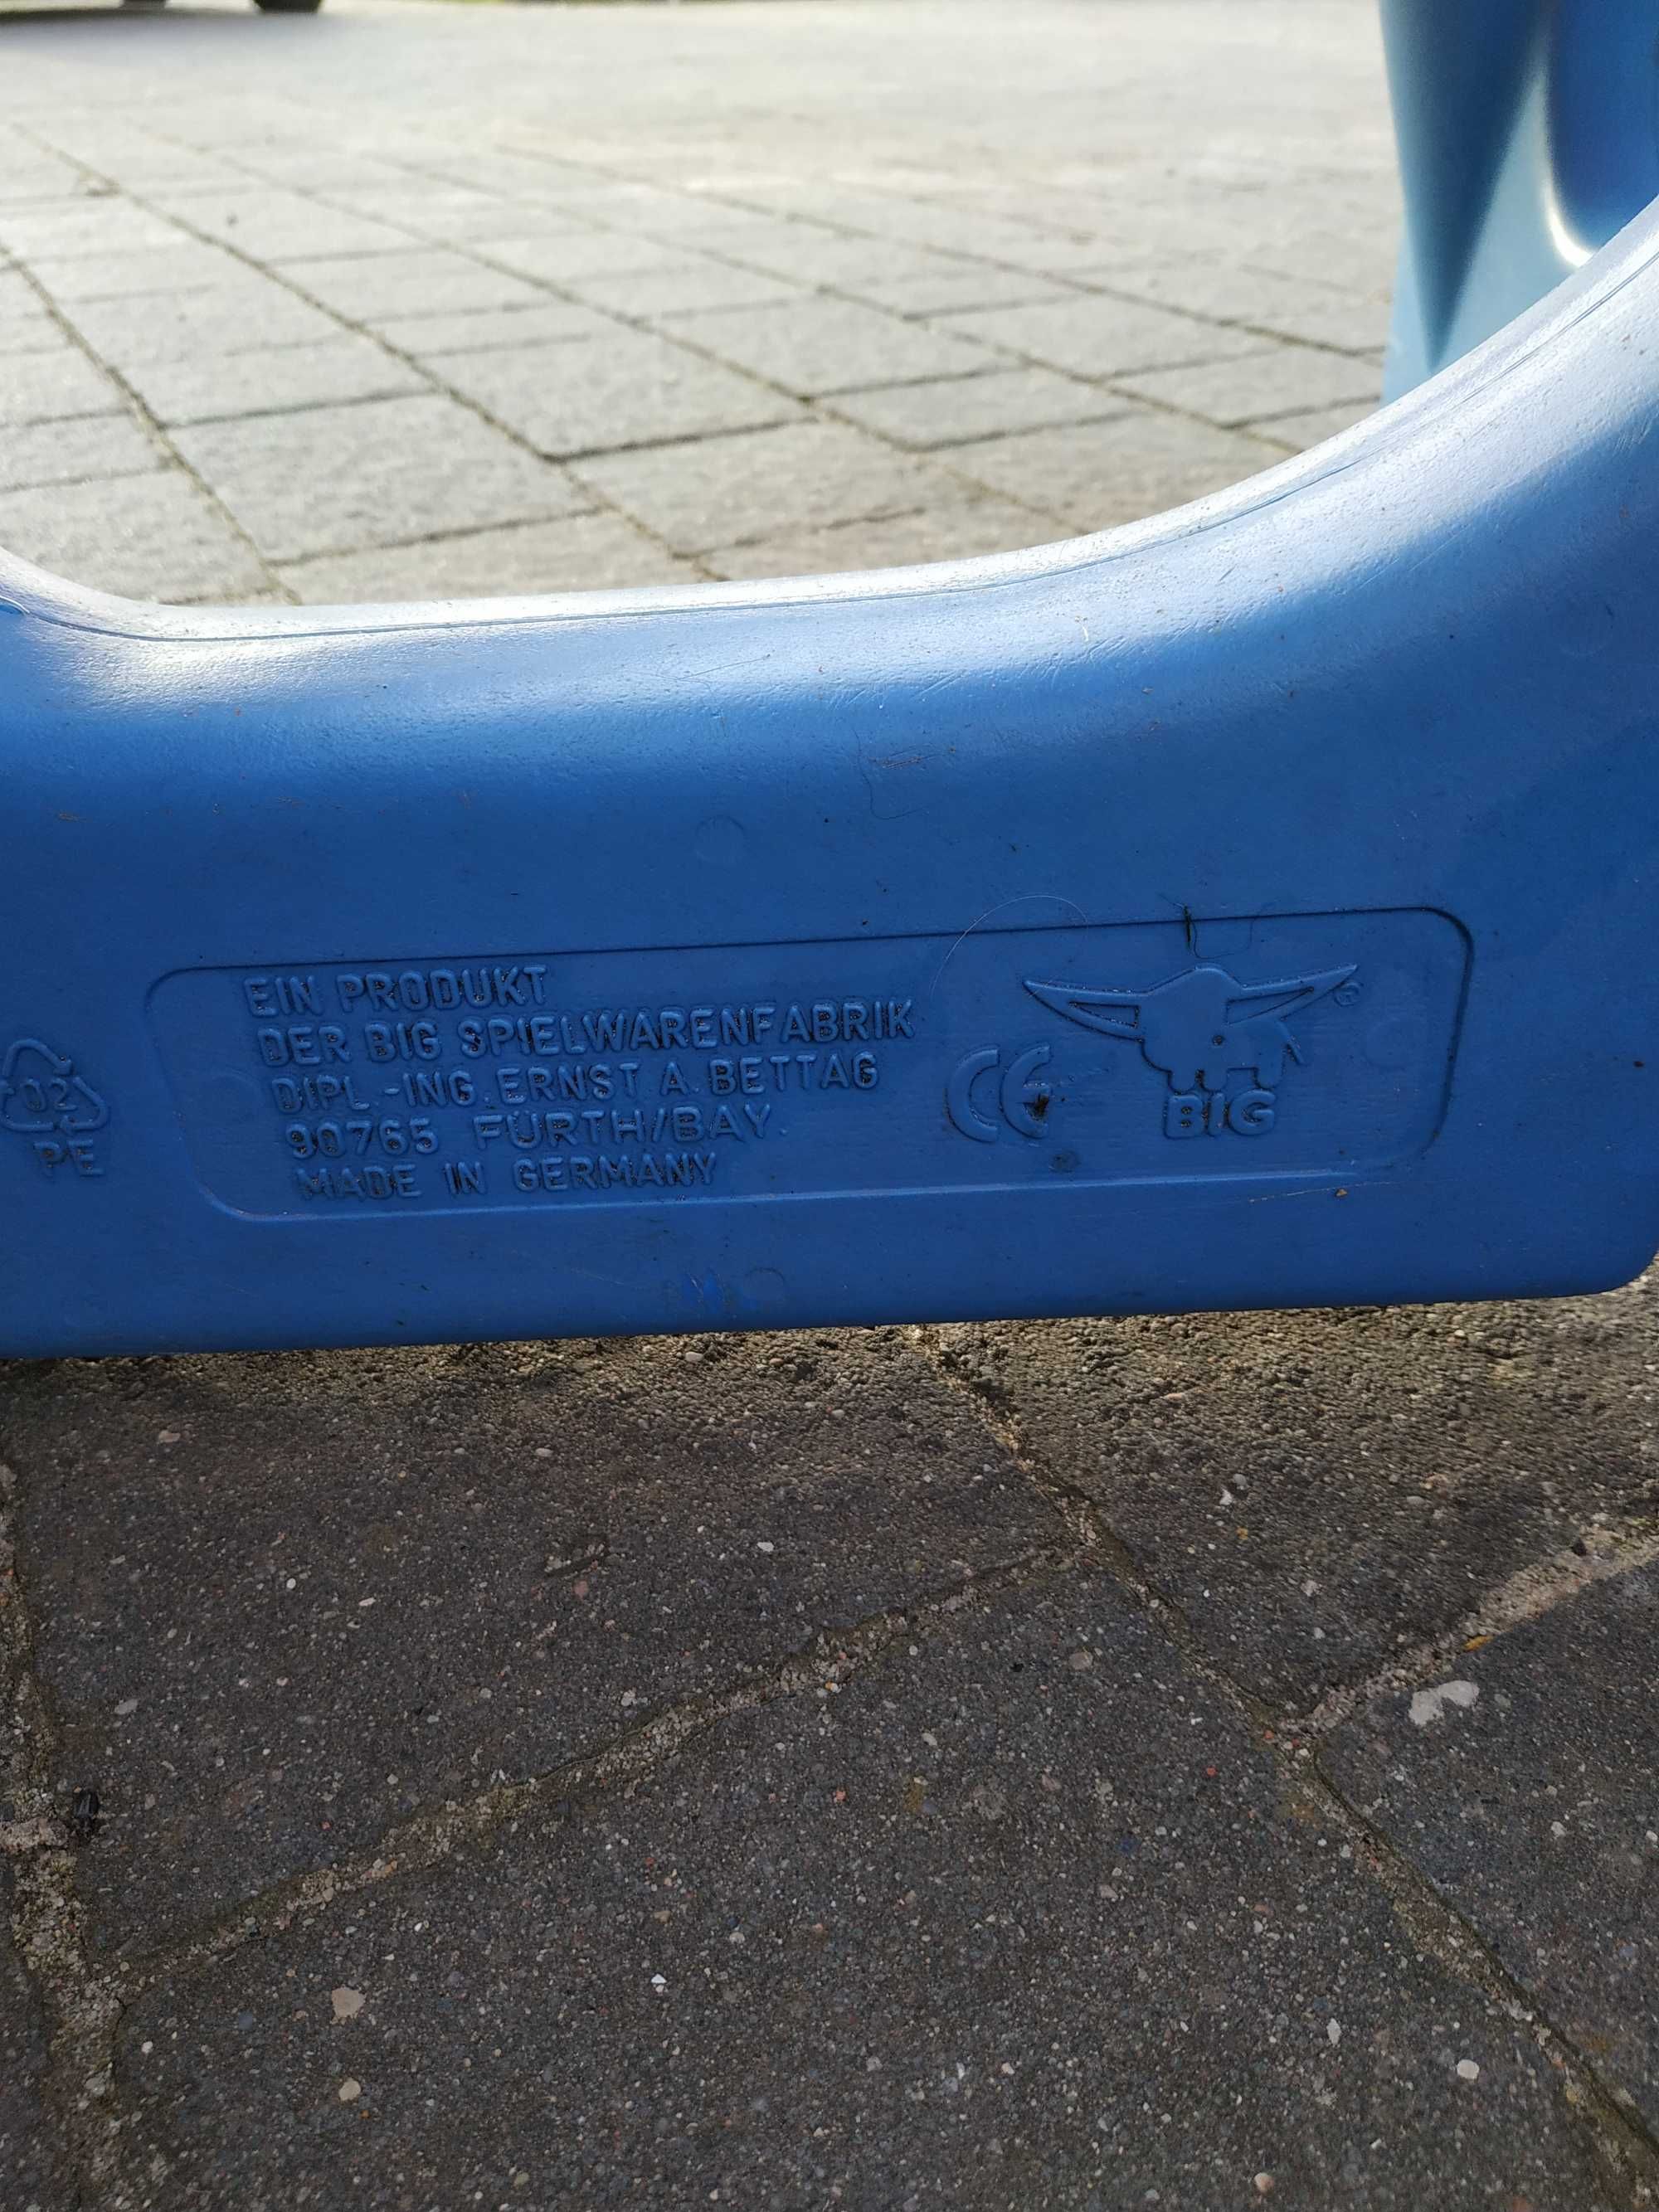 EIN PRODUKT
DER BIG SPIELWARENFABRIK
DIPL.-ING. ERNST A. BETTAG
90765 FÜRTH/BAY.
MADE IN GERMANY
CE
BIG
®
02
PE